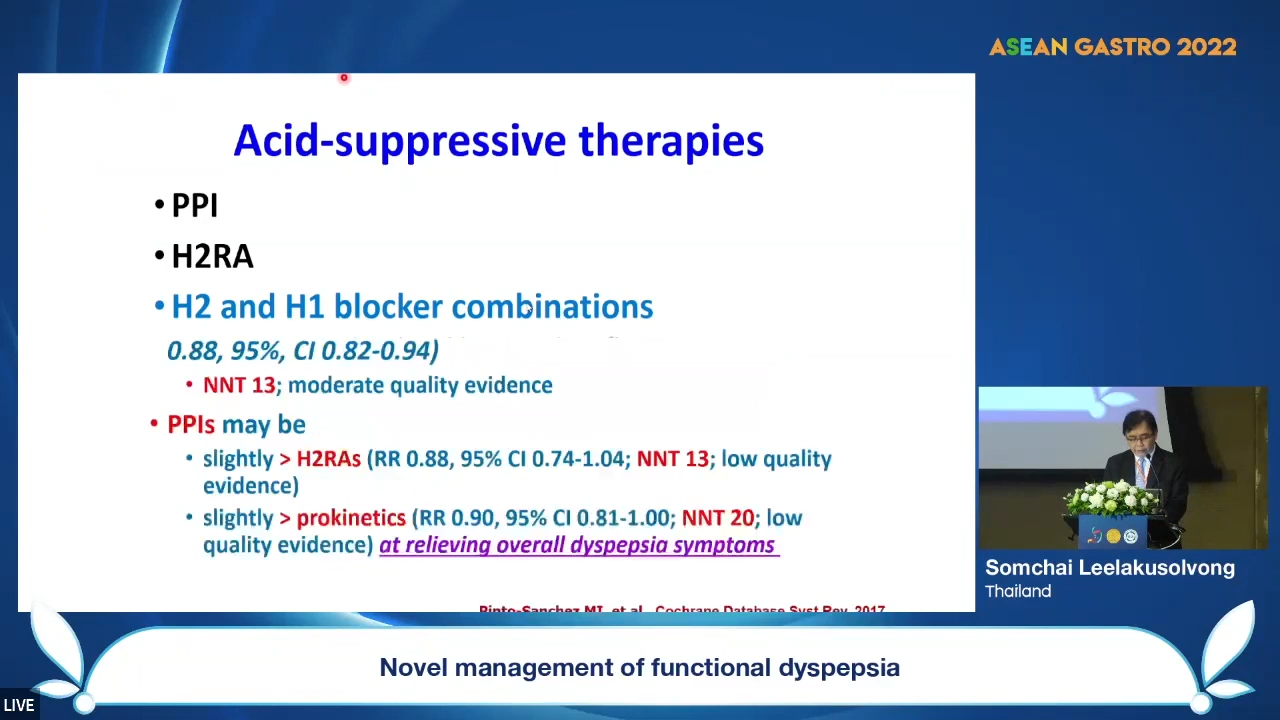 ASEAN GASTRO 2022
Acid-suppressive therapies
• PPI
• H2RA
• H2 and H1 blocker combinations
0.88, 95%, CI 0.82-0.94)
• NNT 13; moderate quality evidence
• PPIs may be
• slightly > H2RAs (RR 0.88, 95% CI 0.74-1.04; NNT 13; low quality
evidence)
• slightly > prokinetics (RR 0.90, 95% CI 0.81-1.00; NNT 20; low
quality evidence) at relieving overall dyspepsia symptoms
Pinto-Sanchez MI, et al. Cochrane Database Syst Rev. 2017
Somchai Leelakusolvong
Thailand
Novel management of functional dyspepsia
LIVE